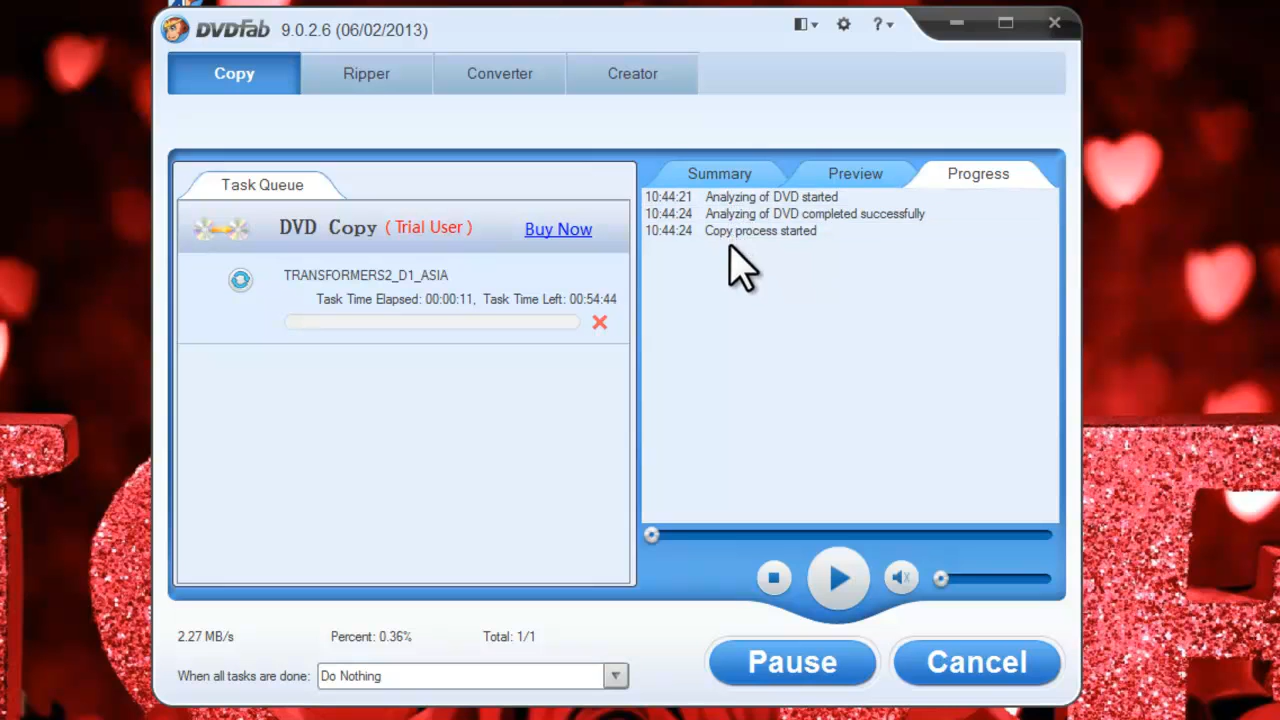 DVDFab 9.0.2.6 (06/02/2013)
?
Copy Ripper Converter Creator
Task Queue
DVD Copy ( Trial User ) Buy Now
TRANSFORMERS2_D1_ASIA
Task Time Elapsed: 00:00:11, Task Time Left: 00:54:44
Summary Preview Progress
10:44:21 Analyzing of DVD started
10:44:24 Analyzing of DVD completed successfully
10:44:24 Copy process started
2.27 MB/s Percent: 0.36% Total: 1/1
When all tasks are done: Do Nothing
Pause Cancel